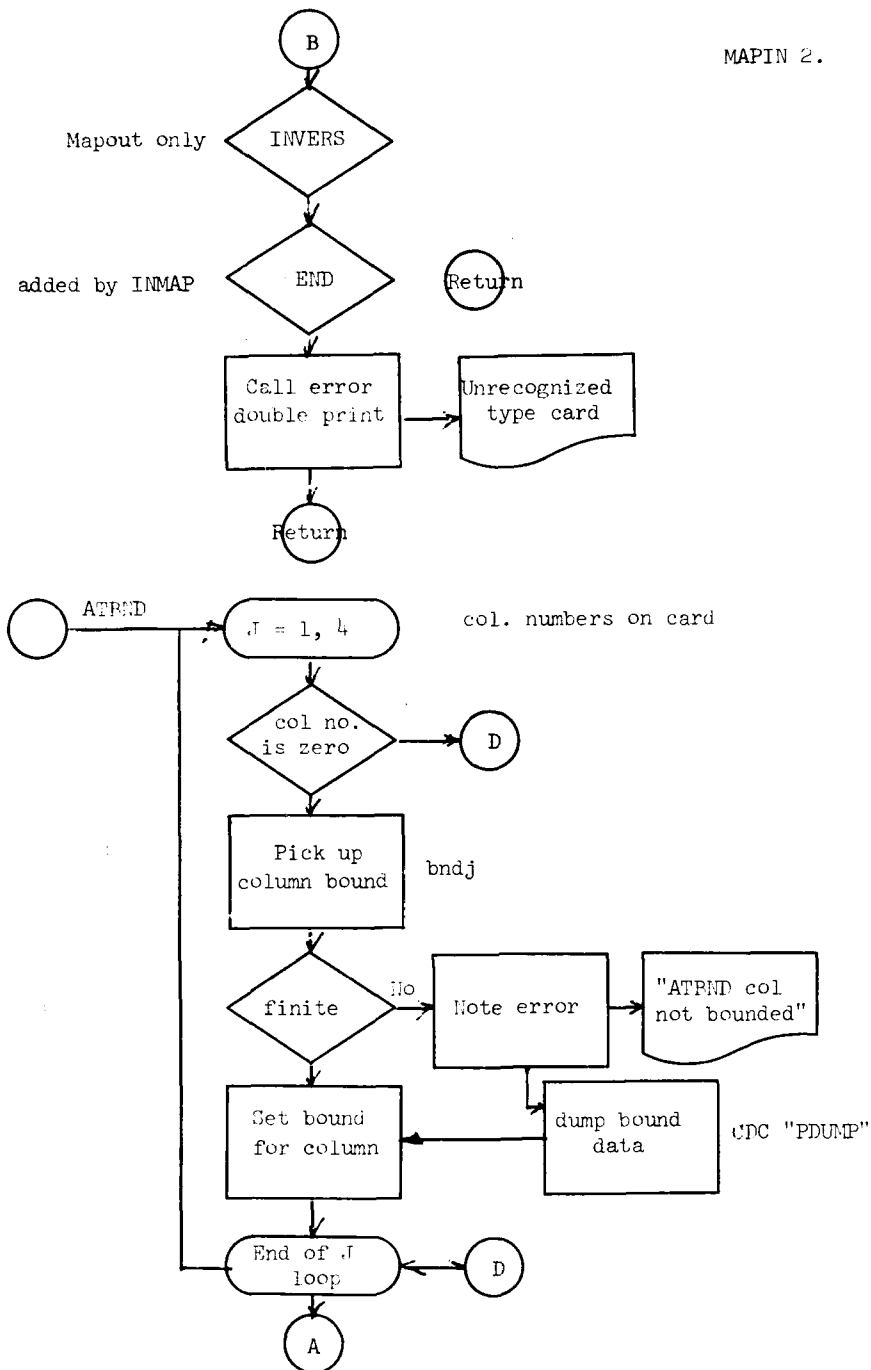 B
MAPIN 2.
Mapout only
INVERS
added by INMAP
END
Return
Call error
double print
Unrecognized
type card
Return
ATBND
J = 1, 4
col. numbers on card
col no.
is zero
D
Pick up
column bound
bndj
finite
No
Note error
"ATBND col
not bounded"
Set bound
for column
dump bound
data
CDC "PDUMP"
End of J
loop
D
A